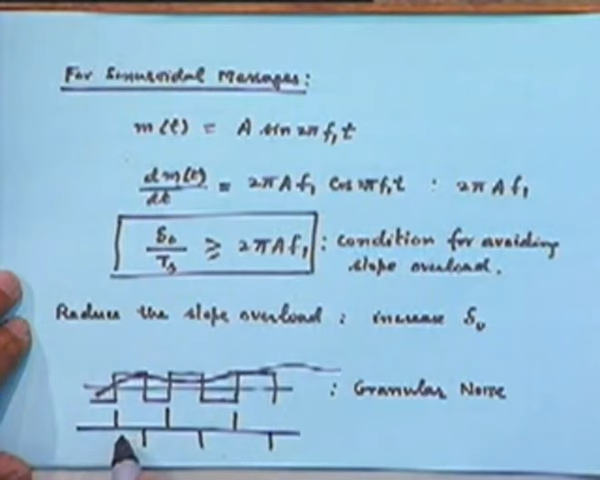 For Sinusoidal Messages:
m(t) = A sin 2π f₁ t
dm(t)/dt = 2π A f₁ cos 2π f₁ t : 2π A f₁
δ₀/Tₛ ≥ 2π A f₁ : condition for avoiding
slope overload.
Reduce the slope overload : increase δ₀
: Granular Noise